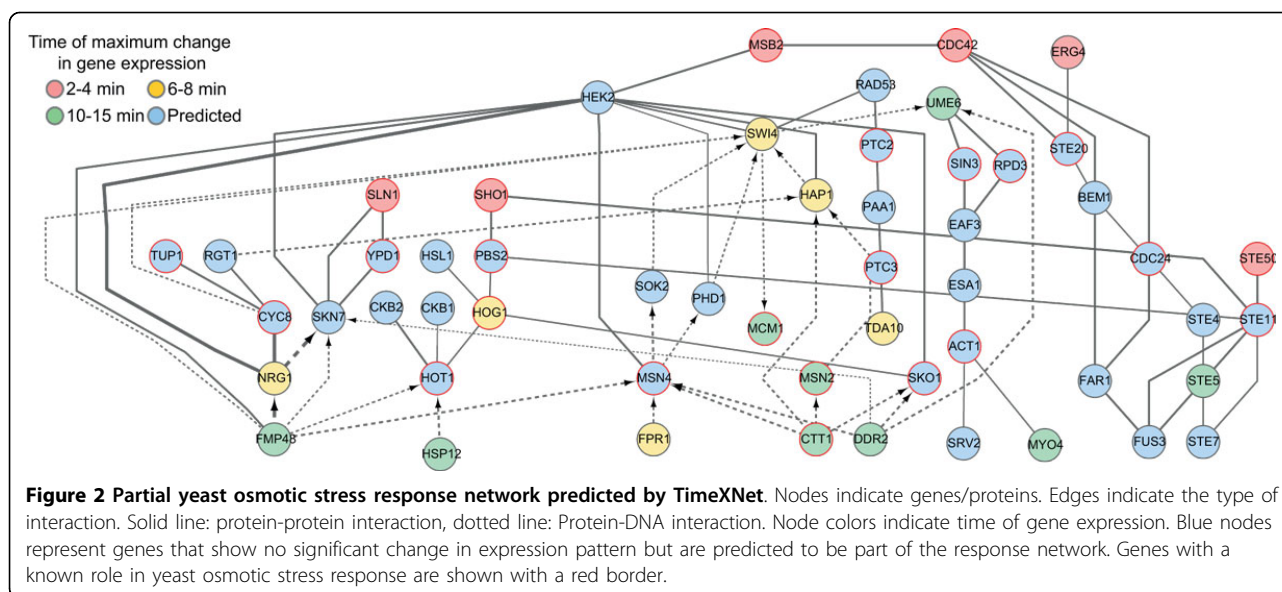 Time of maximum change
in gene expression
2-4 min
6-8 min
10-15 min
Predicted
MSB2
CDC42
ERG4
HEK2
RAD53
UME6
SWI4
PTC2
SIN3
RPD3
STE20
SLN1
SHO1
HAP1
PAA1
EAF3
BEM1
TUP1
RGT1
YPD1
HSL1
PBS2
SOK2
PHD1
PTC3
ESA1
CDC24
STE50
CYC8
SKN7
CKB2
CKB1
HOG1
MCM1
TDA10
ACT1
STE4
STE11
NRG1
HOT1
MSN4
MSN2
SKO1
FAR1
STE5
FMP48
HSP12
FPR1
CTT1
DDR2
SRV2
MYO4
FUS3
STE7
Figure 2 Partial yeast osmotic stress response network predicted by TimeXNet. Nodes indicate genes/proteins. Edges indicate the type of
interaction. Solid line: protein-protein interaction, dotted line: Protein-DNA interaction. Node colors indicate time of gene expression. Blue nodes
represent genes that show no significant change in expression pattern but are predicted to be part of the response network. Genes with a
known role in yeast osmotic stress response are shown with a red border.